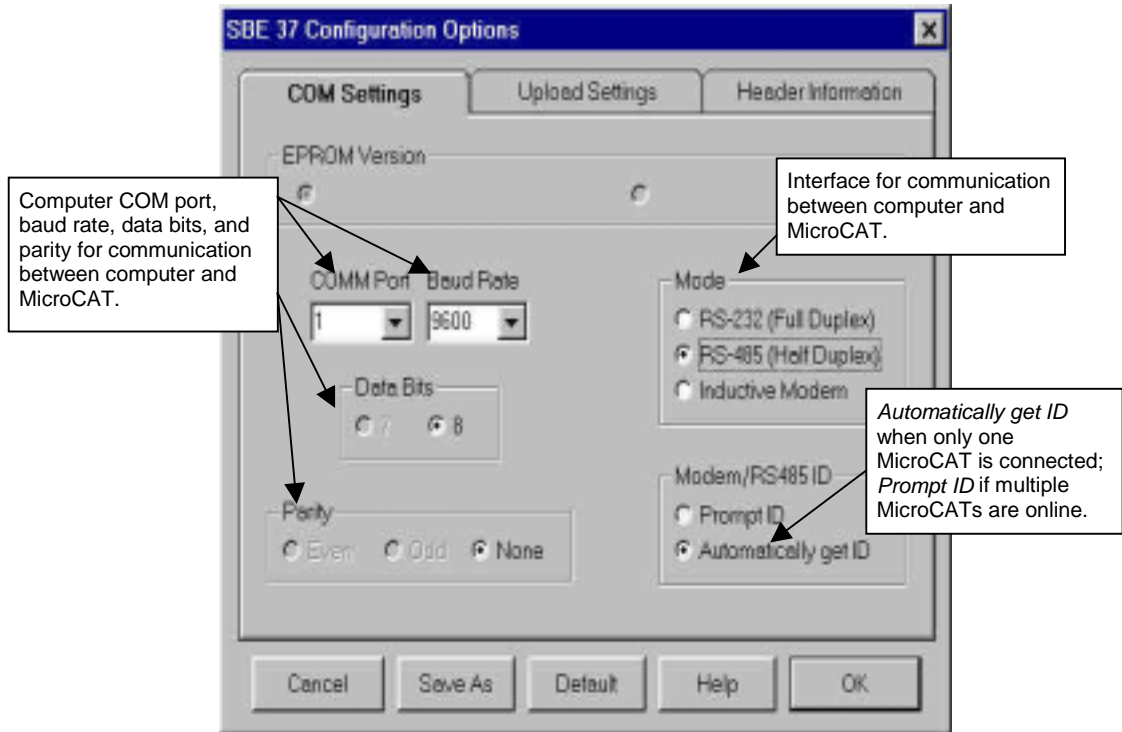 SBE 37 Configuration Options
COM Settings
Upload Settings
Header Information
EPROM Version
Computer COM port,
baud rate, data bits, and
parity for communication
between computer and
MicroCAT.
Interface for communication
between computer and
MicroCAT.
COMM Port
Baud Rate
1
9600
Mode
RS-232 (Full Duplex)
RS-485 (Half Duplex)
Inductive Modem
Data Bits
7
8
Automatically get ID
when only one
MicroCAT is connected;
Prompt ID if multiple
MicroCATs are online.
Modem/RS485 ID
Prompt ID
Automatically get ID
Parity
Even
Odd
None
Cancel
Save As
Default
Help
OK